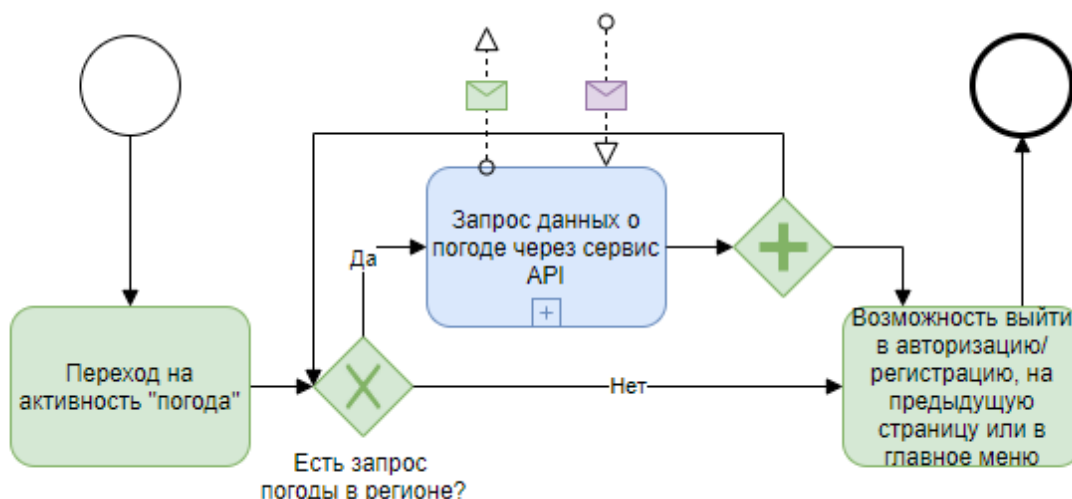 Переход на
активность "погода"
Есть запрос
погоды в регионе?
Да
Запрос данных о
погоде через сервис
API
Нет
Возможность выйти
в авторизацию/
регистрацию, на
предыдущую
страницу или в
главное меню